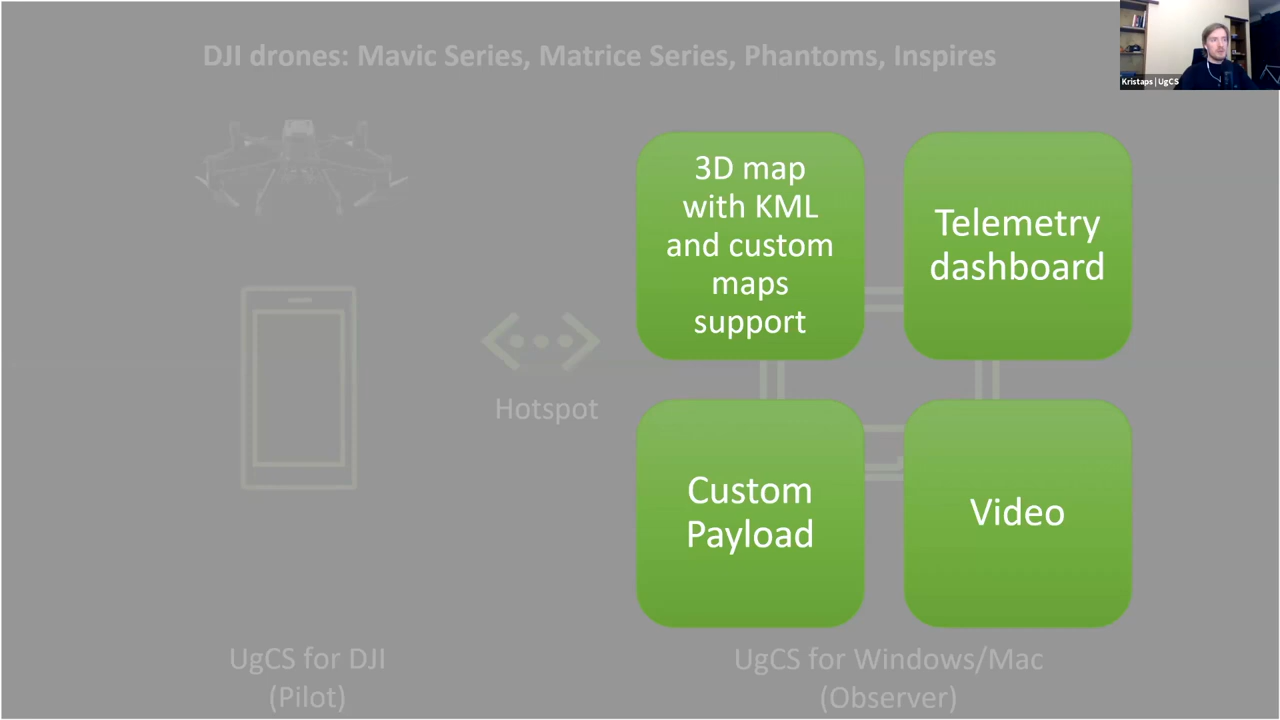 DJI drones: Mavic Series, Matrice Series, Phantoms, Inspires
Kristaps | UgCS
3D map
with KML
and custom
maps
support
Telemetry
dashboard
Hotspot
Custom
Payload
Video
UgCS for DJI
(Pilot)
UgCS for Windows/Mac
(Observer)